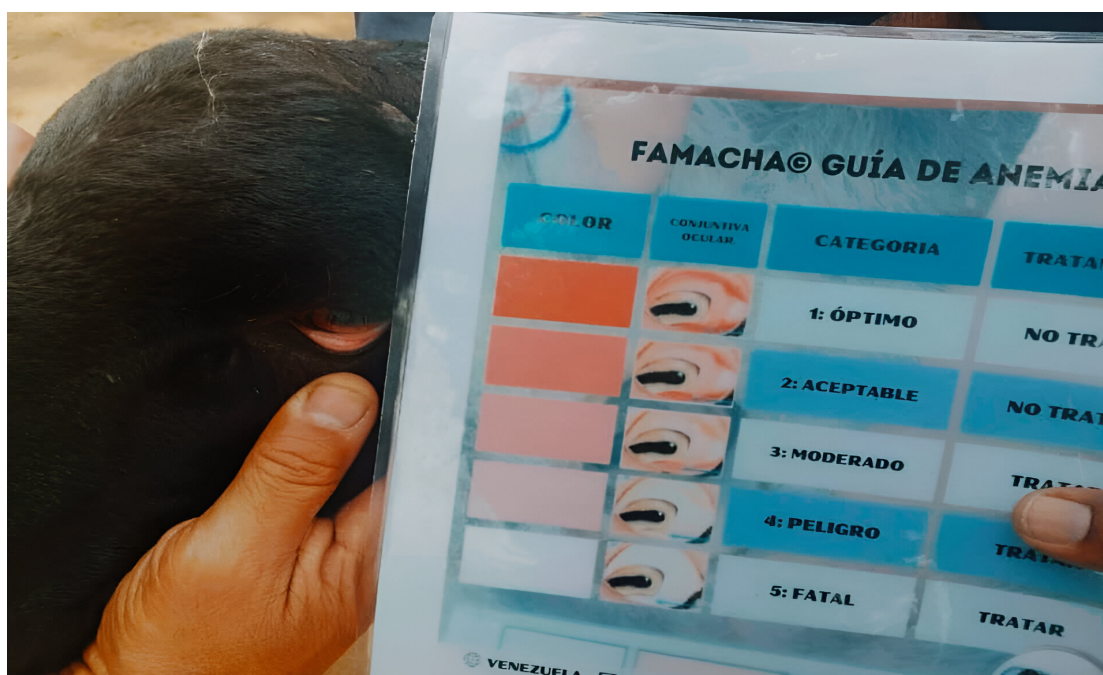 FAMACHA© GUÍA DE ANEMIA
COLOR
CONJUNTIVA
OCULAR
CATEGORIA
1: ÓPTIMO
2: ACEPTABLE
3: MODERADO
4: PELIGRO
5: FATAL
TRATAR
VENEZUELA